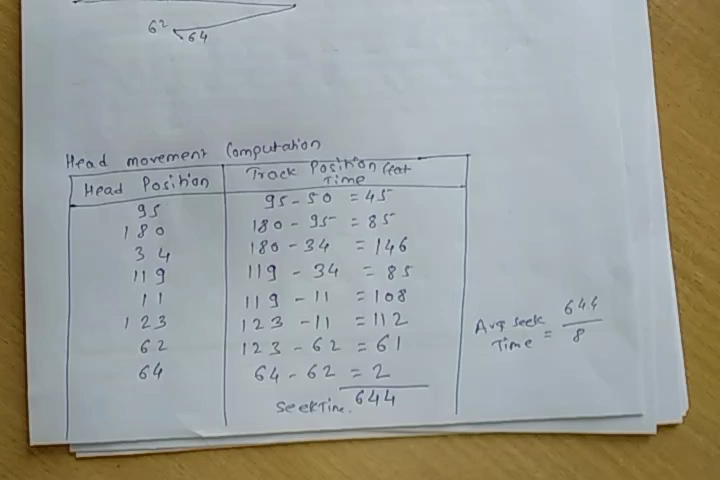 62
64
Head movement Computation
Head Position Track Position
Time
95 95 - 50 = 45
180 180 - 95 = 85
34 180 - 34 = 146
119 119 - 34 = 85
11 119 - 11 = 108
123 123 - 11 = 112
62 123 - 62 = 61
64 64 - 62 = 2
SeekTime. 644
Avg seek Time = 644/8